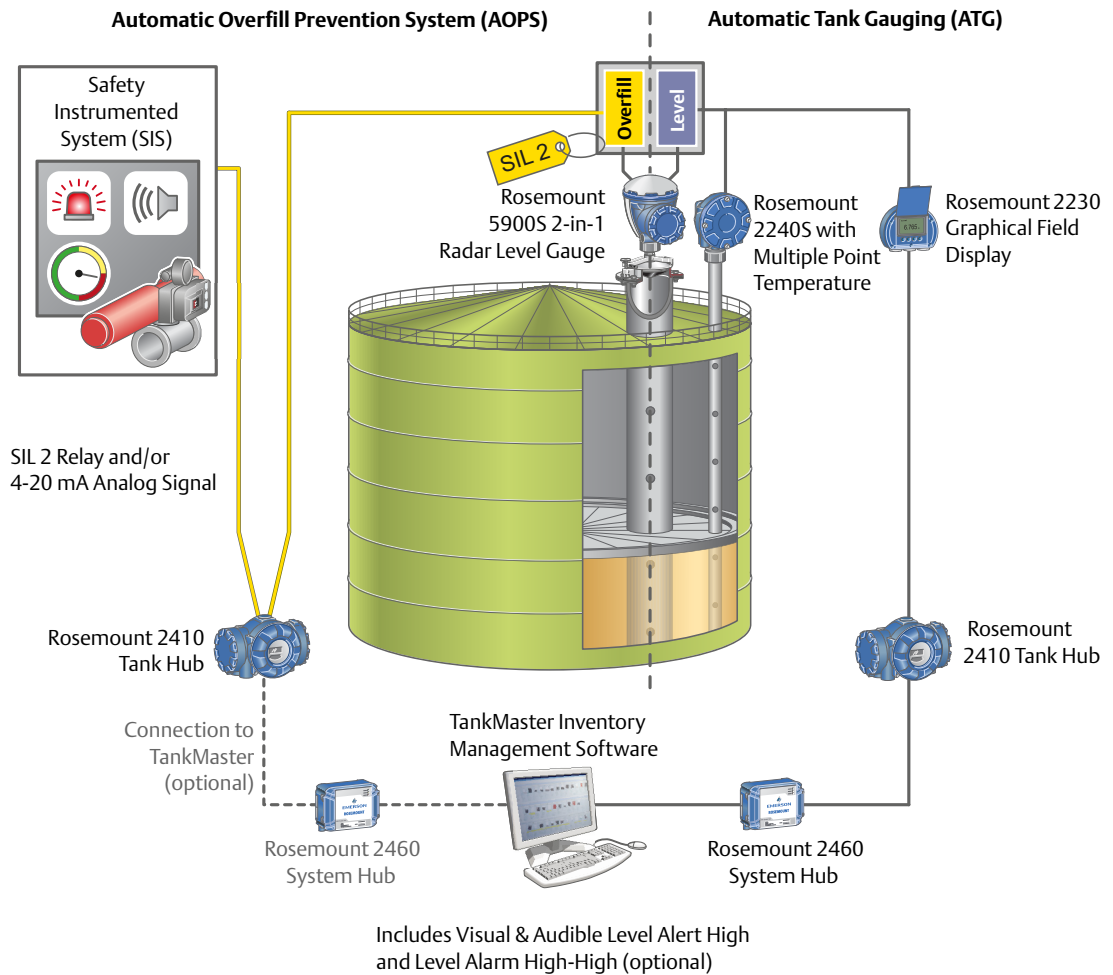 Automatic Overfill Prevention System (AOPS)
Automatic Tank Gauging (ATG)
Safety
Instrumented
System (SIS)
Overfill
Level
SIL 2
Rosemount
5900S 2-in-1
Radar Level Gauge
Rosemount
2240S with
Multiple Point
Temperature
Rosemount 2230
Graphical Field
Display
SIL 2 Relay and/or
4-20 mA Analog Signal
Rosemount 2410
Tank Hub
Rosemount
2410 Tank Hub
Connection to
TankMaster
(optional)
TankMaster Inventory
Management Software
EMERSON
ROSEMOUNT
EMERSON
ROSEMOUNT
Rosemount 2460
System Hub
Rosemount 2460
System Hub
Includes Visual & Audible Level Alert High
and Level Alarm High-High (optional)